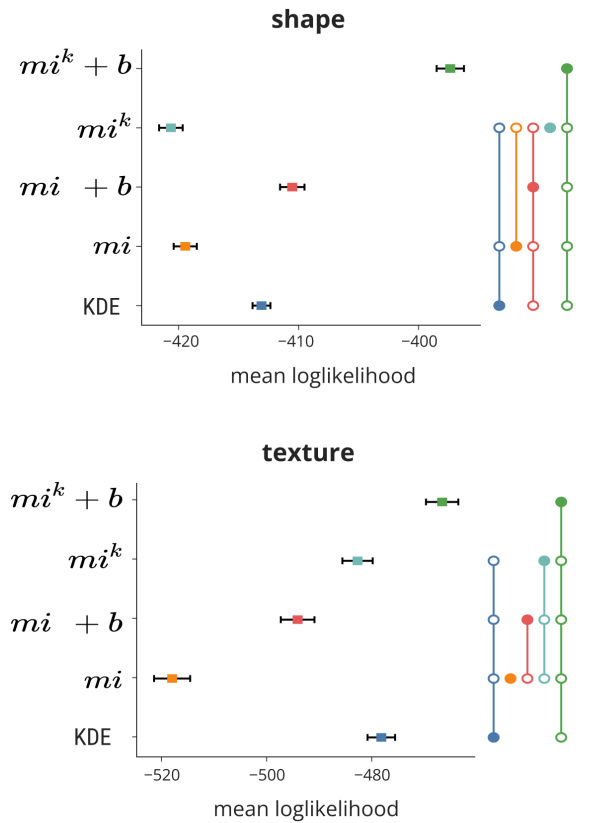 shape
mi^k + b
mi^k
mi + b
mi
KDE
−420 −410 −400
mean loglikelihood
texture
mi^k + b
mi^k
mi + b
mi
KDE
−520 −500 −480
mean loglikelihood